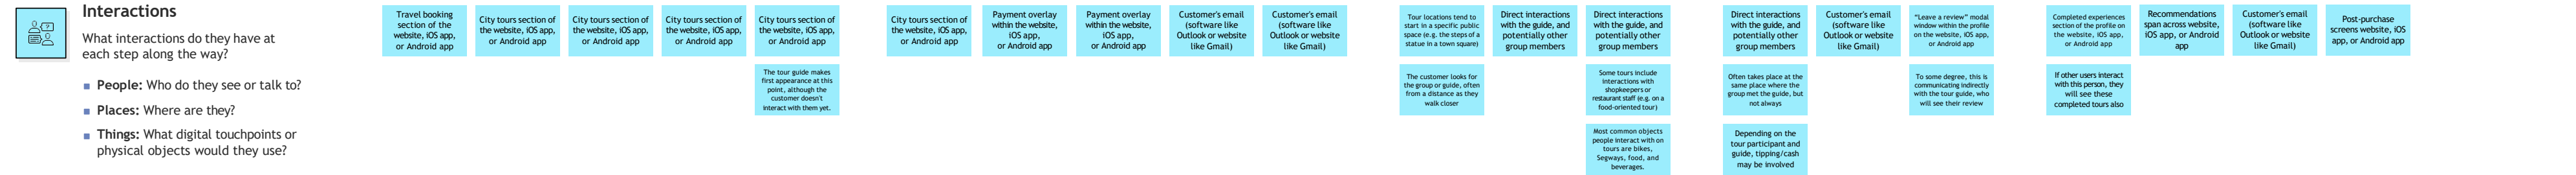 Interactions
What interactions do they have at
each step along the way?
People: Who do they see or talk to?
Places: Where are they?
Things: What digital touchpoints or
physical objects would they use?
Travel booking
section of the
website, iOS app,
or Android app
City tours section of
the website, iOS app,
or Android app
City tours section of
the website, iOS app,
or Android app
City tours section of
the website, iOS app,
or Android app
City tours section of
the website, iOS app,
or Android app
The tour guide makes
first appearance at this
point, although the
customer doesn't
interact with them yet.
City tours section of
the website, iOS app,
or Android app
Payment overlay
within the website,
iOS app,
or Android app
Payment overlay
within the website,
iOS app,
or Android app
Customer's email
(software like
Outlook or website
like Gmail)
Customer's email
(software like
Outlook or website
like Gmail)
Tour locations tend to
start in a specific public
space (e.g. the steps of a
statue in a town square)
The customer looks for
the group or guide, often
from a distance as they
walk closer
Direct interactions
with the guide, and
potentially other
group members
Direct interactions
with the guide, and
potentially other
group members
Some tours include
interactions with
shopkeepers or
restaurant staff (e.g. on a
food-oriented tour)
Most common objects
people interact with on
tours are bikes,
Segways, food, and
beverages.
Direct interactions
with the guide, and
potentially other
group members
Often takes place at the
same place where the
group met the guide, but
not always
Depending on the
tour participant and
guide, tipping/cash
may be involved
Customer's email
(software like
Outlook or website
like Gmail)
“Leave a review” modal
window within the profile
on the website, iOS app,
or Android app
To some degree, this is
communicating indirectly
with the tour guide, who
will see their review
Completed experiences
section of the profile on
the website, iOS app,
or Android app
If other users interact
with this person, they
will see these
completed tours also
Recommendations
span across website,
iOS app, or Android
app
Customer's email
(software like
Outlook or website
like Gmail)
Post-purchase
screens website, iOS
app, or Android app